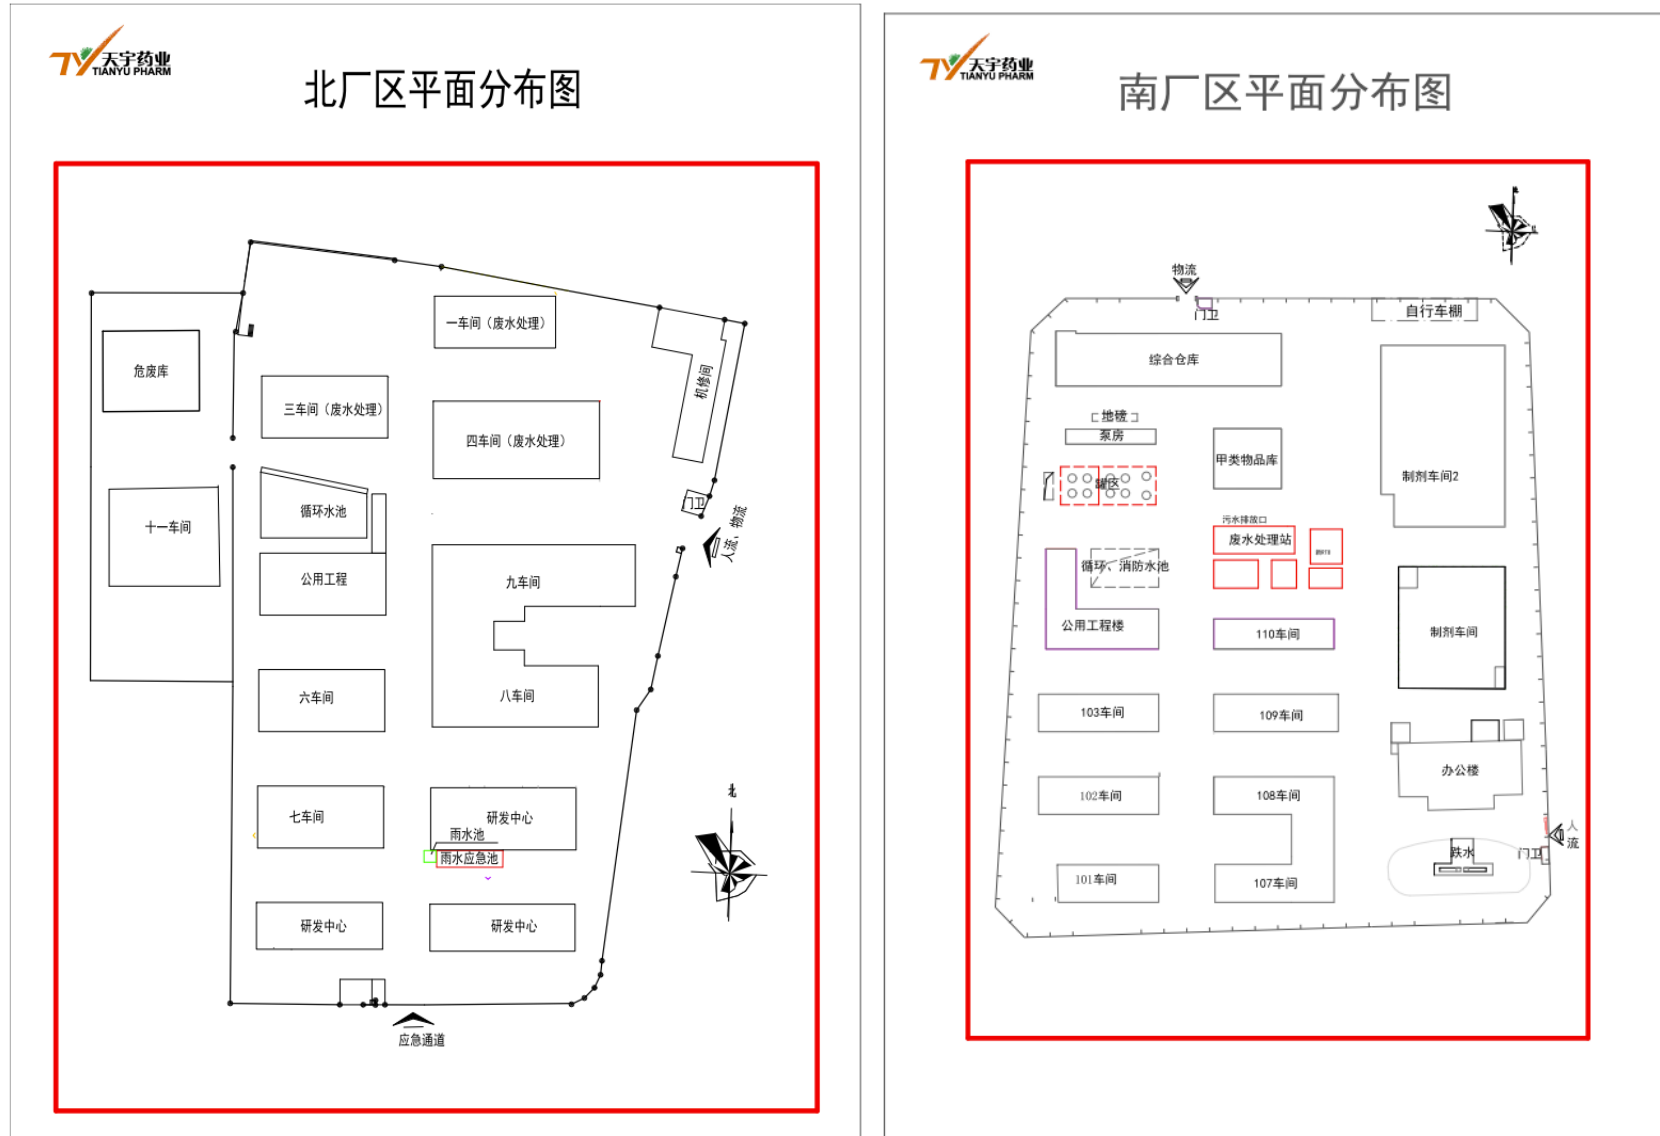 天宇药业
TIANYU PHARM
北厂区平面分布图
一车间（废水处理）
危废库
机修间
三车间（废水处理）
四车间（废水处理）
门卫
循环水池
十一车间
人流、物流
公用工程
九车间
六车间
八车间
北
七车间
研发中心
雨水池
雨水应急池
研发中心
研发中心
应急通道
天宇药业
TIANYU PHARM
南厂区平面分布图
物流
门卫
自行车棚
综合仓库
地磅
泵房
甲类物品库
罐区
制剂车间2
污水排放口
废水处理站
循环、消防水池
公用工程楼
110车间
制剂车间
103车间
109车间
办公楼
102车间
108车间
人流
跌水
门卫
101车间
107车间